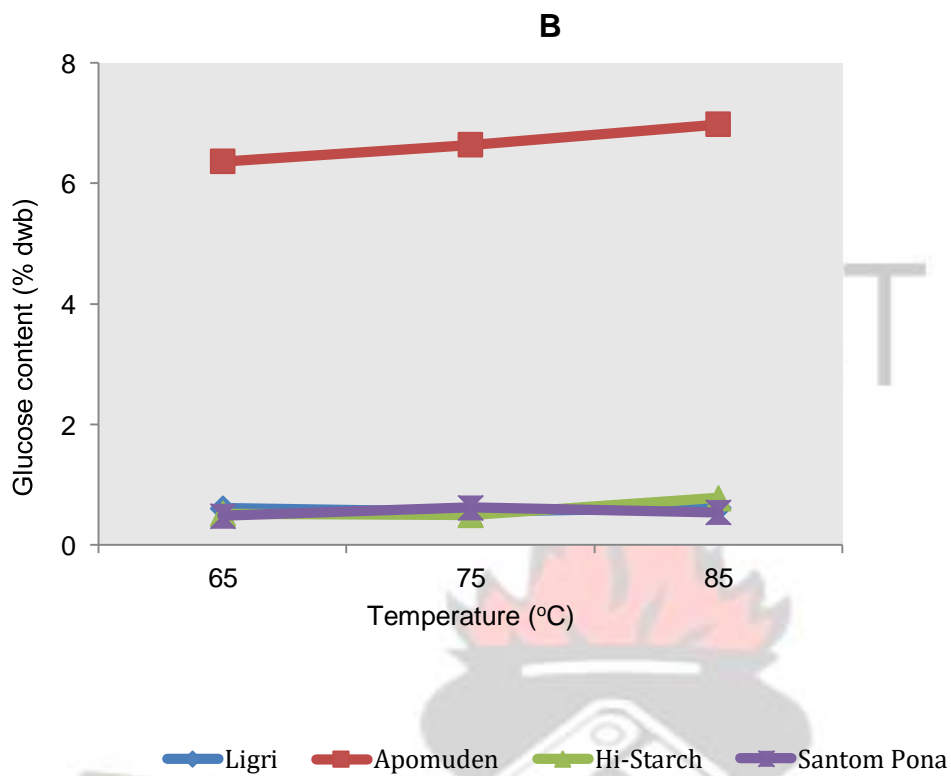 B
8
6
4
2
0
Glucose content (% dwb)
65 75 85
Temperature (oC)
T
Ligri Apomuden Hi-Starch Santom Pona